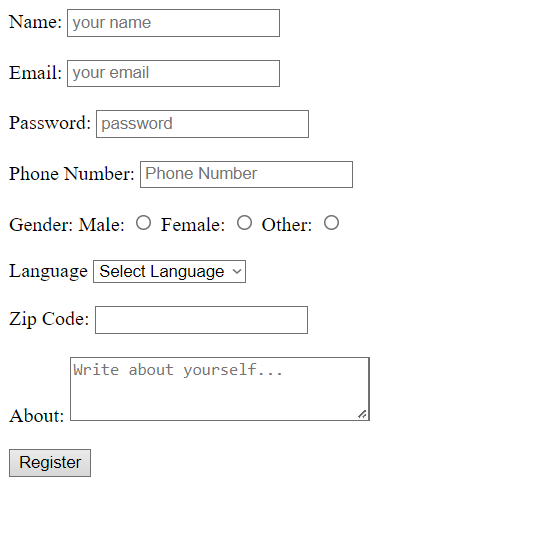 Name: your name
Email: your email
Password: password
Phone Number: Phone Number
Gender: Male: Female: Other:
Language Select Language
Zip Code:
About: Write about yourself...
Register